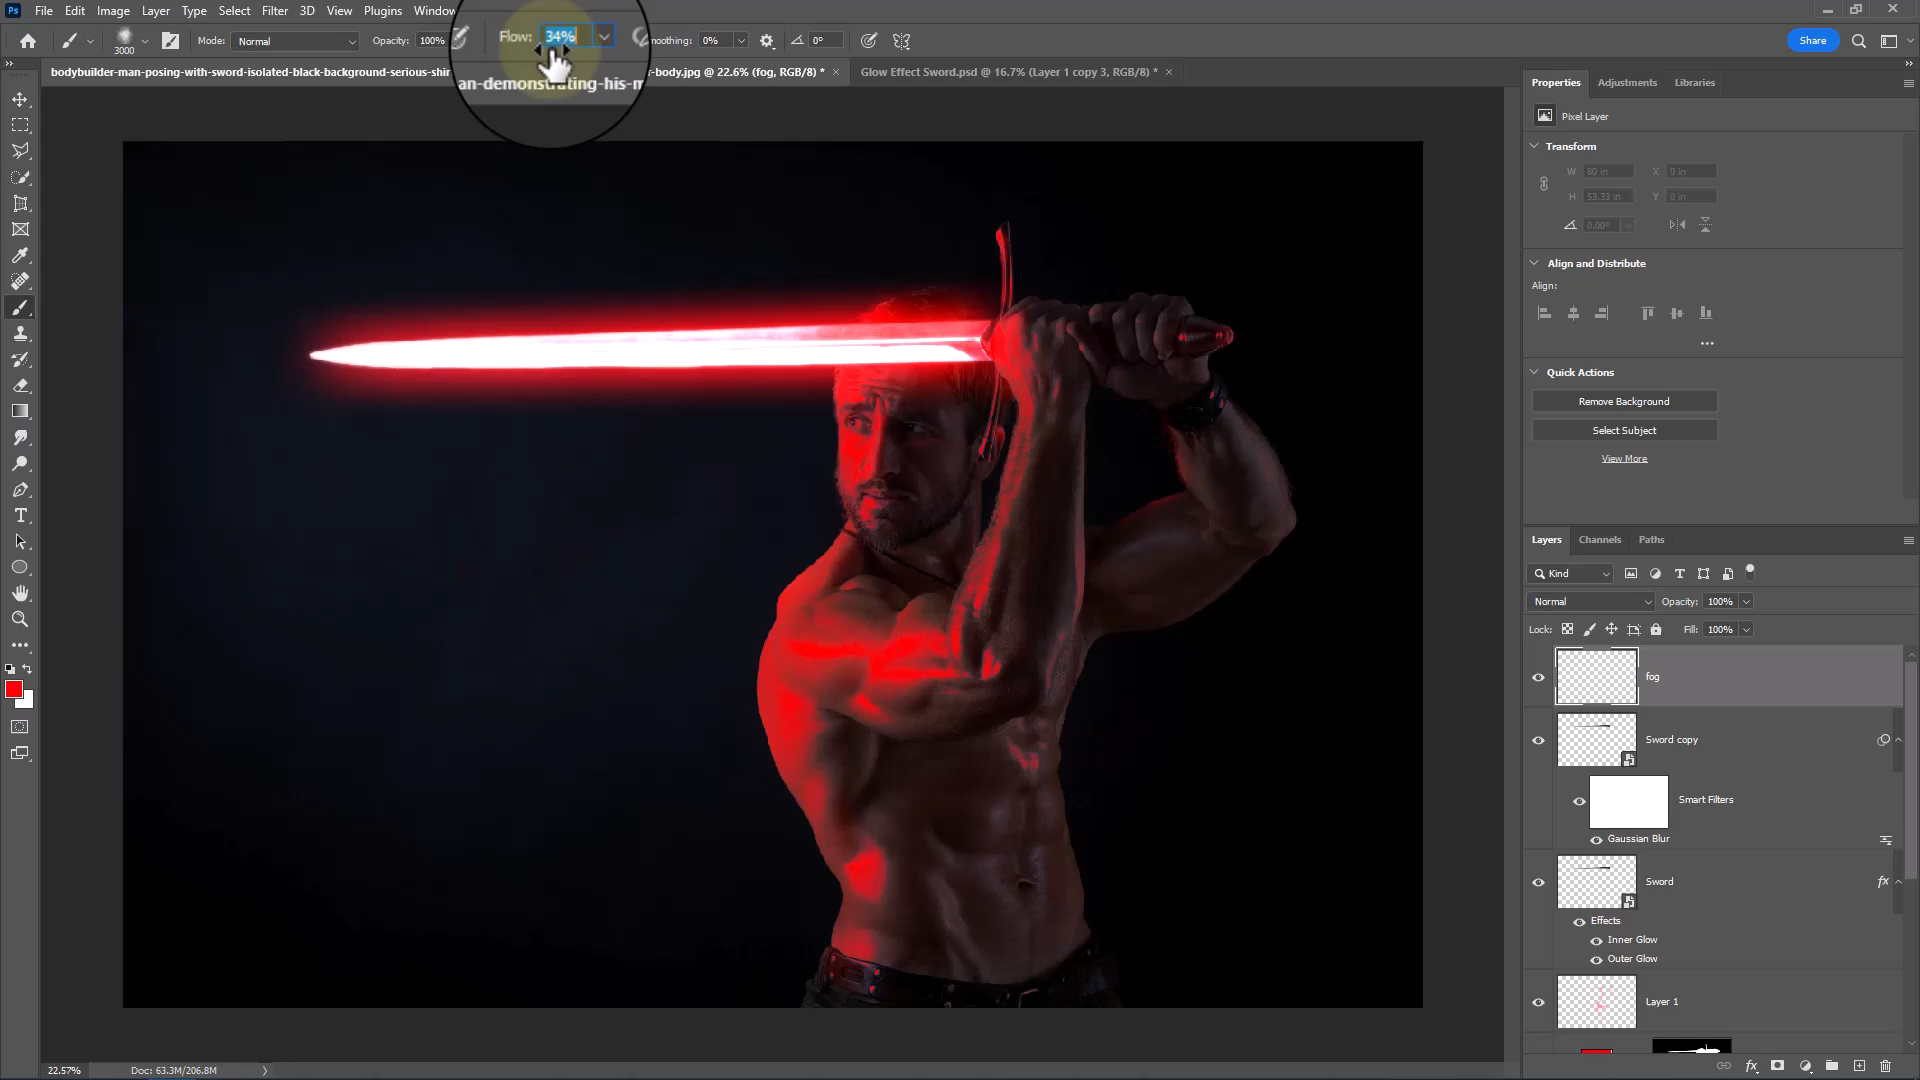 Ps File Edit Image Layer Type Select Filter 3D View Plugins Window
3000 Mode: Normal Opacity: 100% Flow: 34% moothing: 0% 0° Share
bodybuilder-man-posing-with-sword-isolated-black-background-serious-shir an-demonstrating-his-m r-body.jpg @ 22.6% (fog, RGB/8) * × Glow Effect Sword.psd @ 16.7% (Layer 1 copy 3, RGB/8) * ×
Properties Adjustments Libraries
Pixel Layer
Transform
W 80 in X 0 in
H 53.33 in Y 0 in
0.00°
Align and Distribute
Align:
Quick Actions
Remove Background
Select Subject
View More
Layers Channels Paths
Kind
Normal Opacity: 100%
Lock: Fill: 100%
fog
Sword copy
Smart Filters
Gaussian Blur
Sword fx
Effects
Inner Glow
Outer Glow
Layer 1
22.57% Doc: 63.3M/206.8M
fx